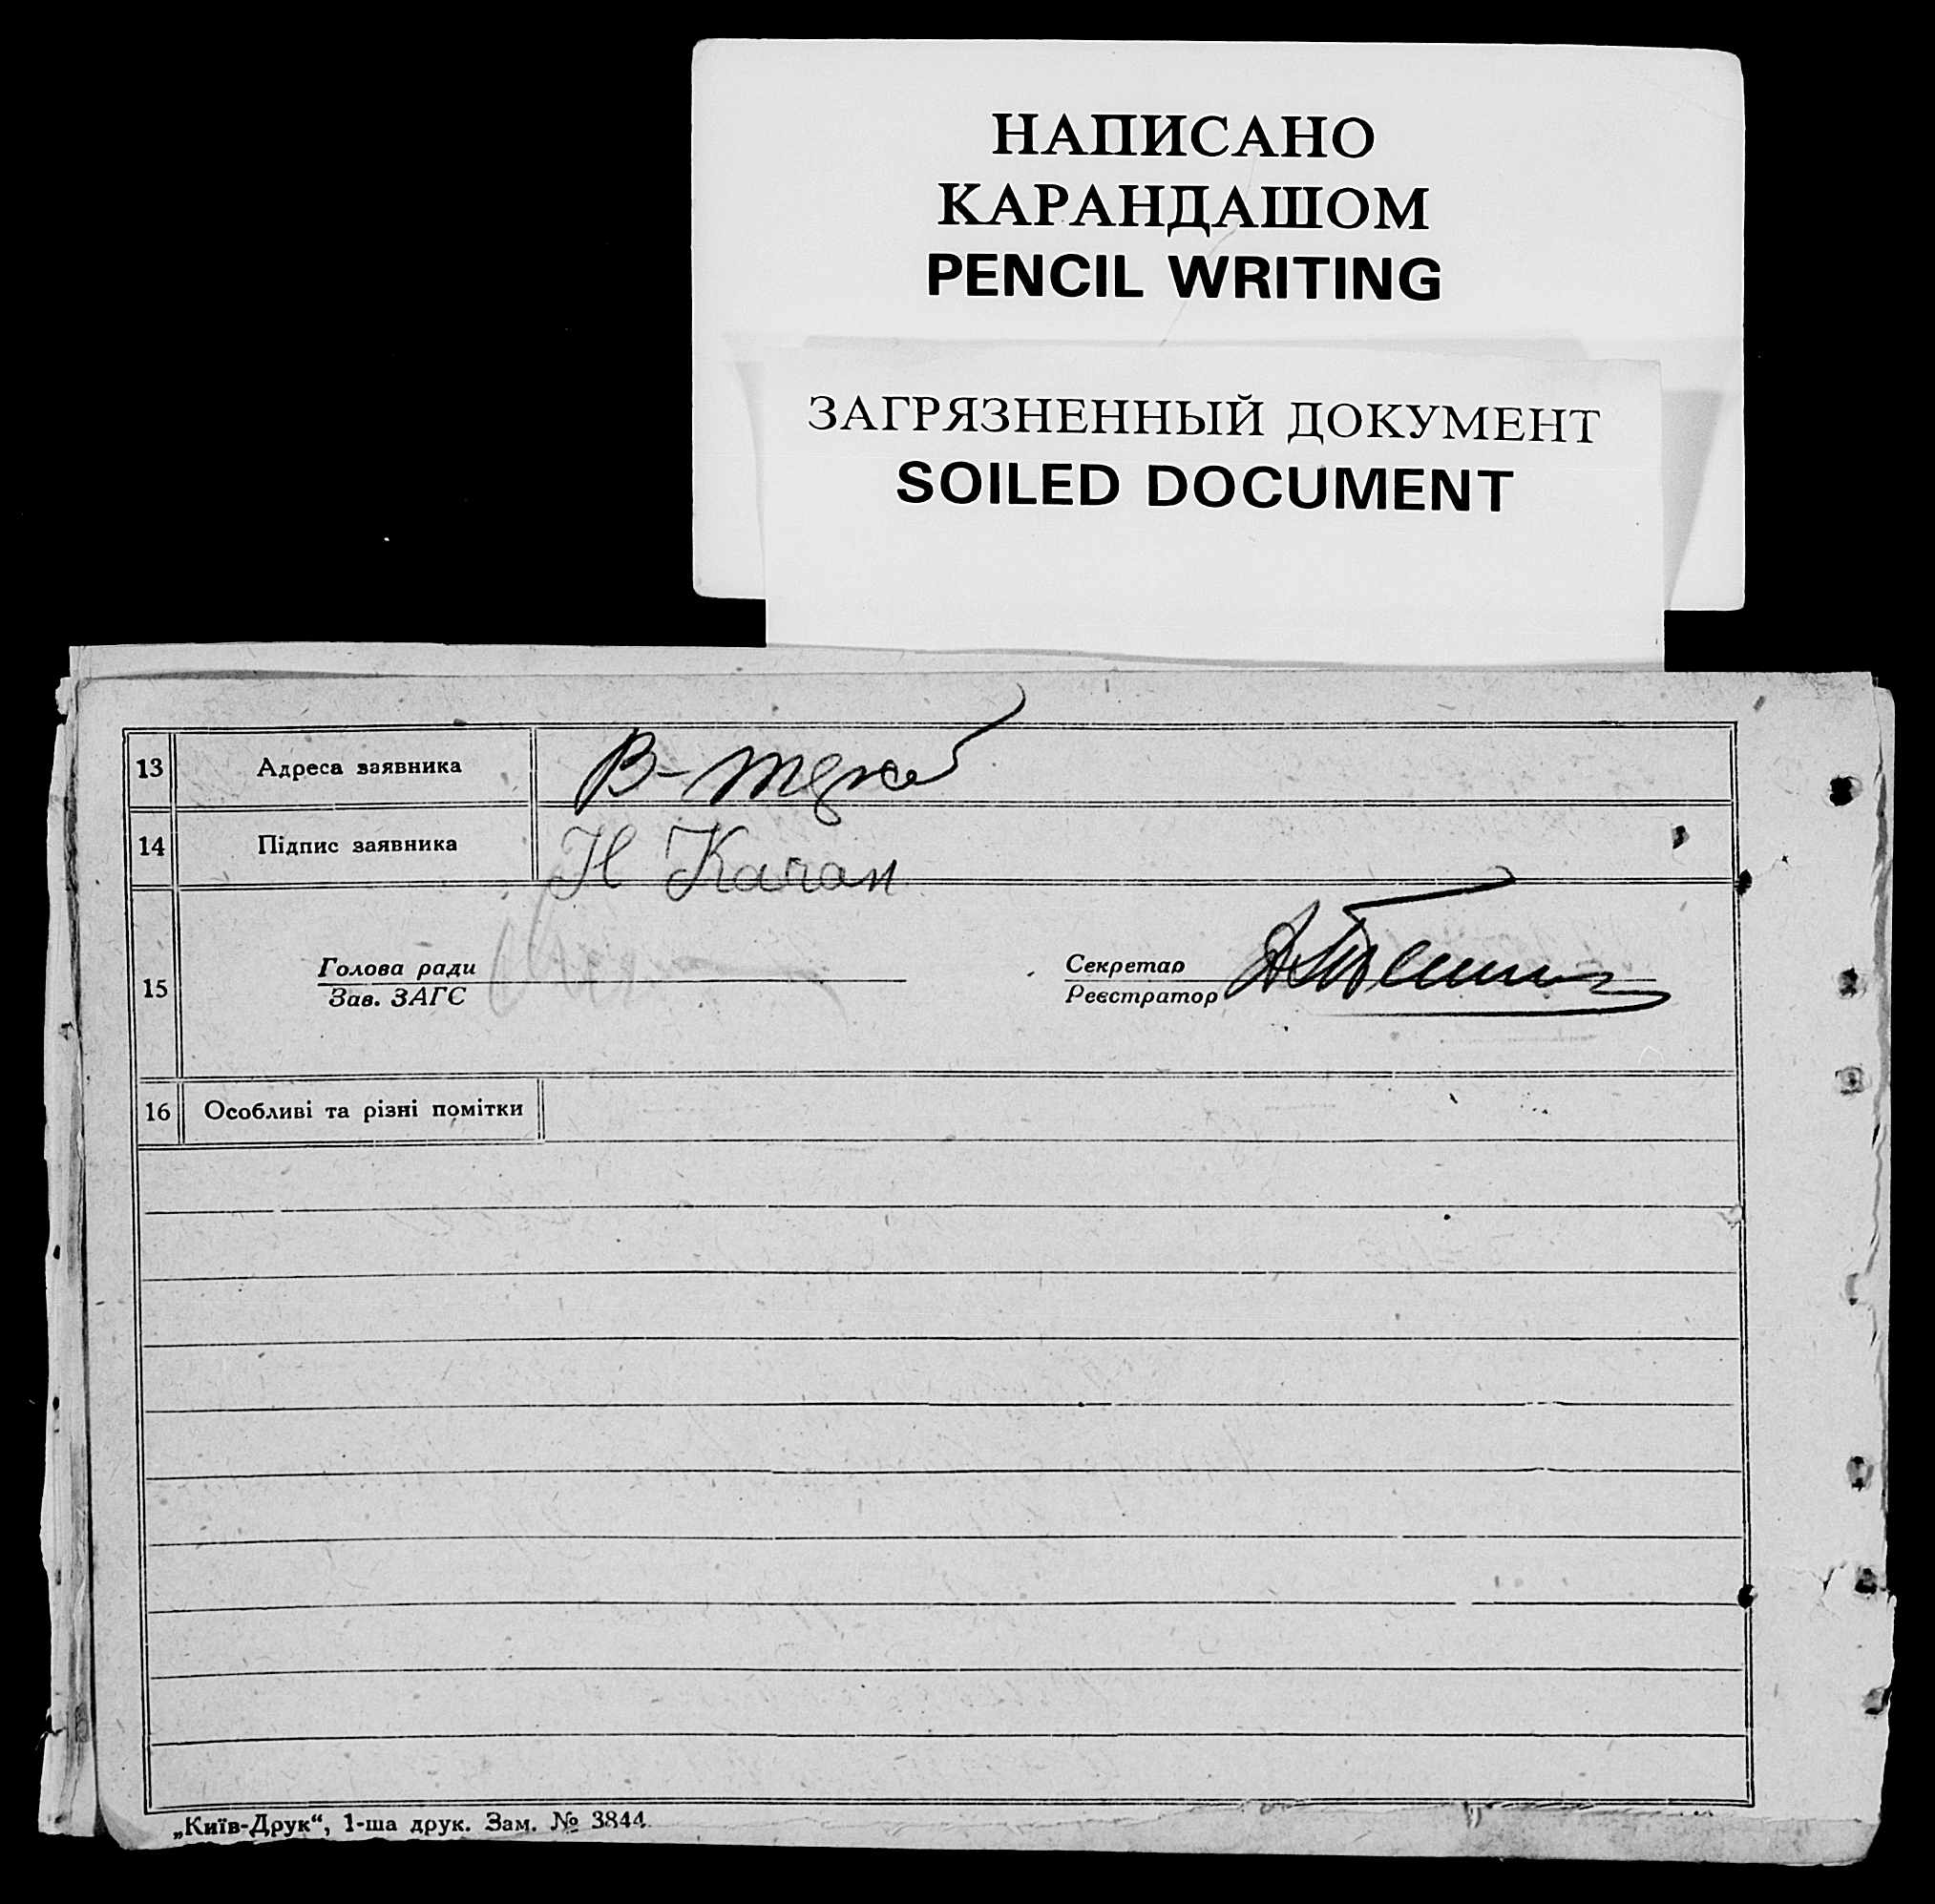 НАПИСАНО
КАРАНДАШОМ
PENCIL WRITING
ЗАГРЯЗНЕННЫЙ ДОКУМЕНТ
SOILED DOCUMENT
13 Адреса заявника В-
14 Підпис заявника Н Качан
Голова ради Секретар
15
Зав. ЗАГС Реєстратор
16 Особливі та різні помітки
„Київ-Друк“, 1-ша друк. Зам. № 3844